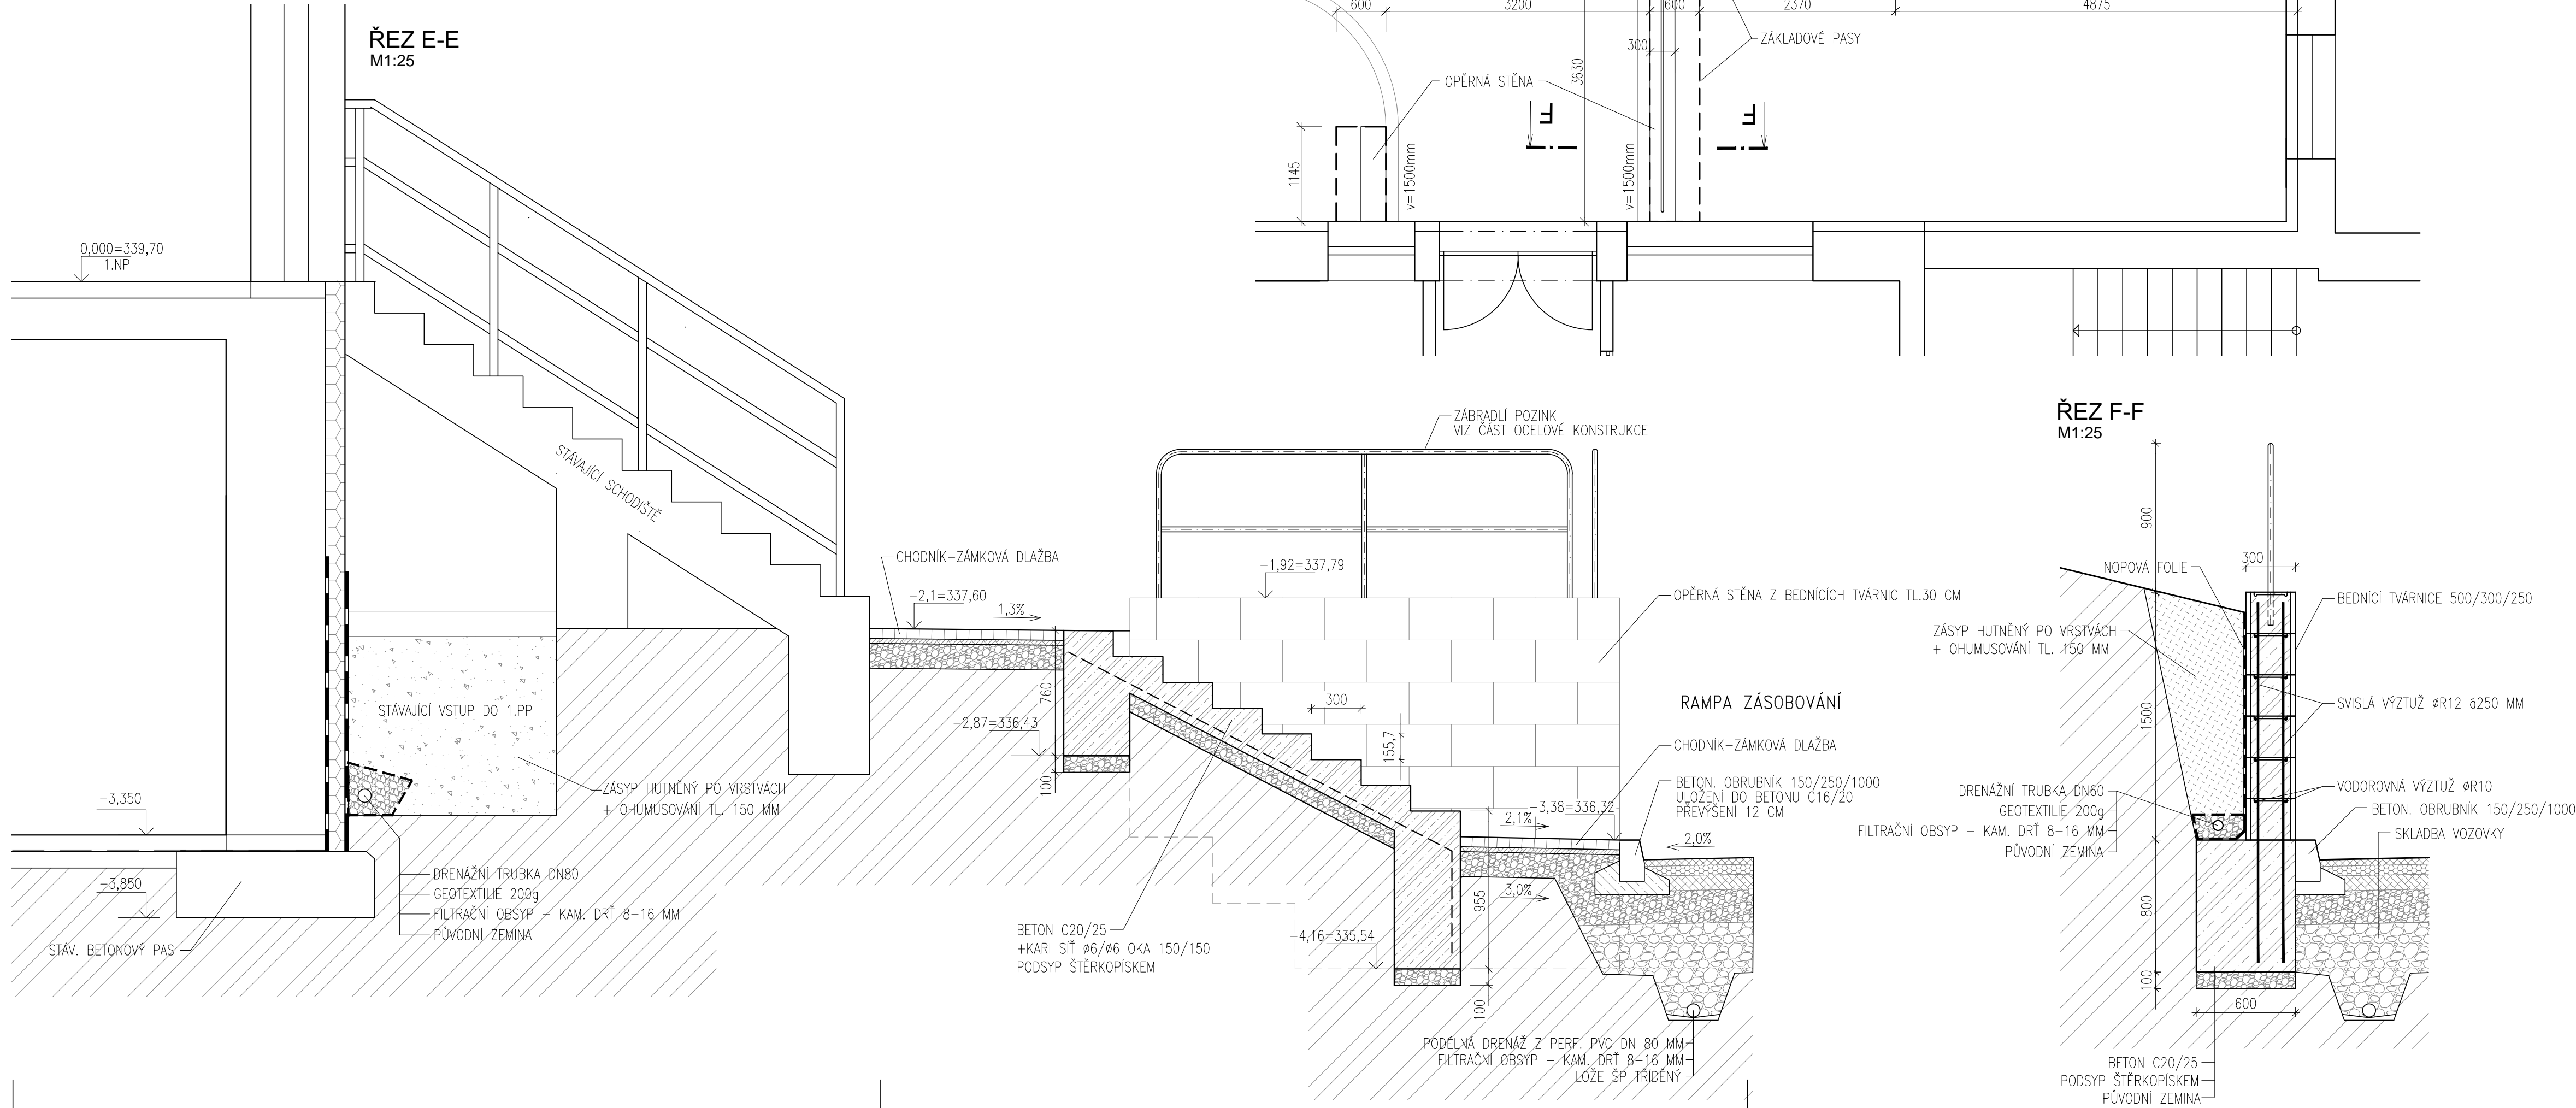 ŘEZ E-E
M1:25
0,000=339,70
1.NP
STÁVAJÍCÍ SCHODIŠTĚ
STÁVAJÍCÍ VSTUP DO 1.PP
-3,350
-3,850
STÁV. BETONOVÝ PAS
ZÁSYP HUTNĚNÝ PO VRSTVÁCH
+ OHUMUSOVÁNÍ TL. 150 MM
DRENÁŽNÍ TRUBKA DN80
GEOTEXTILIE 200g
FILTRAČNÍ OBSYP - KAM. DRŤ 8-16 MM
PŮVODNÍ ZEMINA
600
3200
600
2370
4875
300
3630
ZÁKLADOVÉ PASY
OPĚRNÁ STĚNA
F
F
1145
v=1500mm
v=1500mm
ZÁBRADLÍ POZINK
VIZ ČÁST OCELOVÉ KONSTRUKCE
CHODNÍK-ZÁMKOVÁ DLAŽBA
-2,1=337,60
1,3%
-1,92=337,79
OPĚRNÁ STĚNA Z BEDNÍCÍCH TVÁRNIC TL.30 CM
760
-2,87=336,43
100
300
155,7
RAMPA ZÁSOBOVÁNÍ
CHODNÍK-ZÁMKOVÁ DLAŽBA
BETON. OBRUBNÍK 150/250/1000
ULOŽENÍ DO BETONU C16/20
PŘEVÝŠENÍ 12 CM
-3,38=336,32
2,1%
2,0%
3,0%
955
100
-4,16=335,54
BETON C20/25
+KARI SÍŤ ø6/ø6 OKA 150/150
PODSYP ŠTĚRKOPÍSKEM
PODÉLNÁ DRENÁŽ Z PERF. PVC DN 80 MM
FILTRAČNÍ OBSYP - KAM. DRŤ 8-16 MM
LOŽE ŠP TŘÍDĚNÝ
ŘEZ F-F
M1:25
900
300
NOPOVÁ FOLIE
BEDNÍCÍ TVÁRNICE 500/300/250
ZÁSYP HUTNĚNÝ PO VRSTVÁCH
+ OHUMUSOVÁNÍ TL. 150 MM
1500
SVISLÁ VÝZTUŽ øR12 á250 MM
DRENÁŽNÍ TRUBKA DN60
GEOTEXTILIE 200g
FILTRAČNÍ OBSYP - KAM. DRŤ 8-16 MM
PŮVODNÍ ZEMINA
VODOROVNÁ VÝZTUŽ øR10
BETON. OBRUBNÍK 150/250/1000
SKLADBA VOZOVKY
800
100
600
BETON C20/25
PODSYP ŠTĚRKOPÍSKEM
PŮVODNÍ ZEMINA